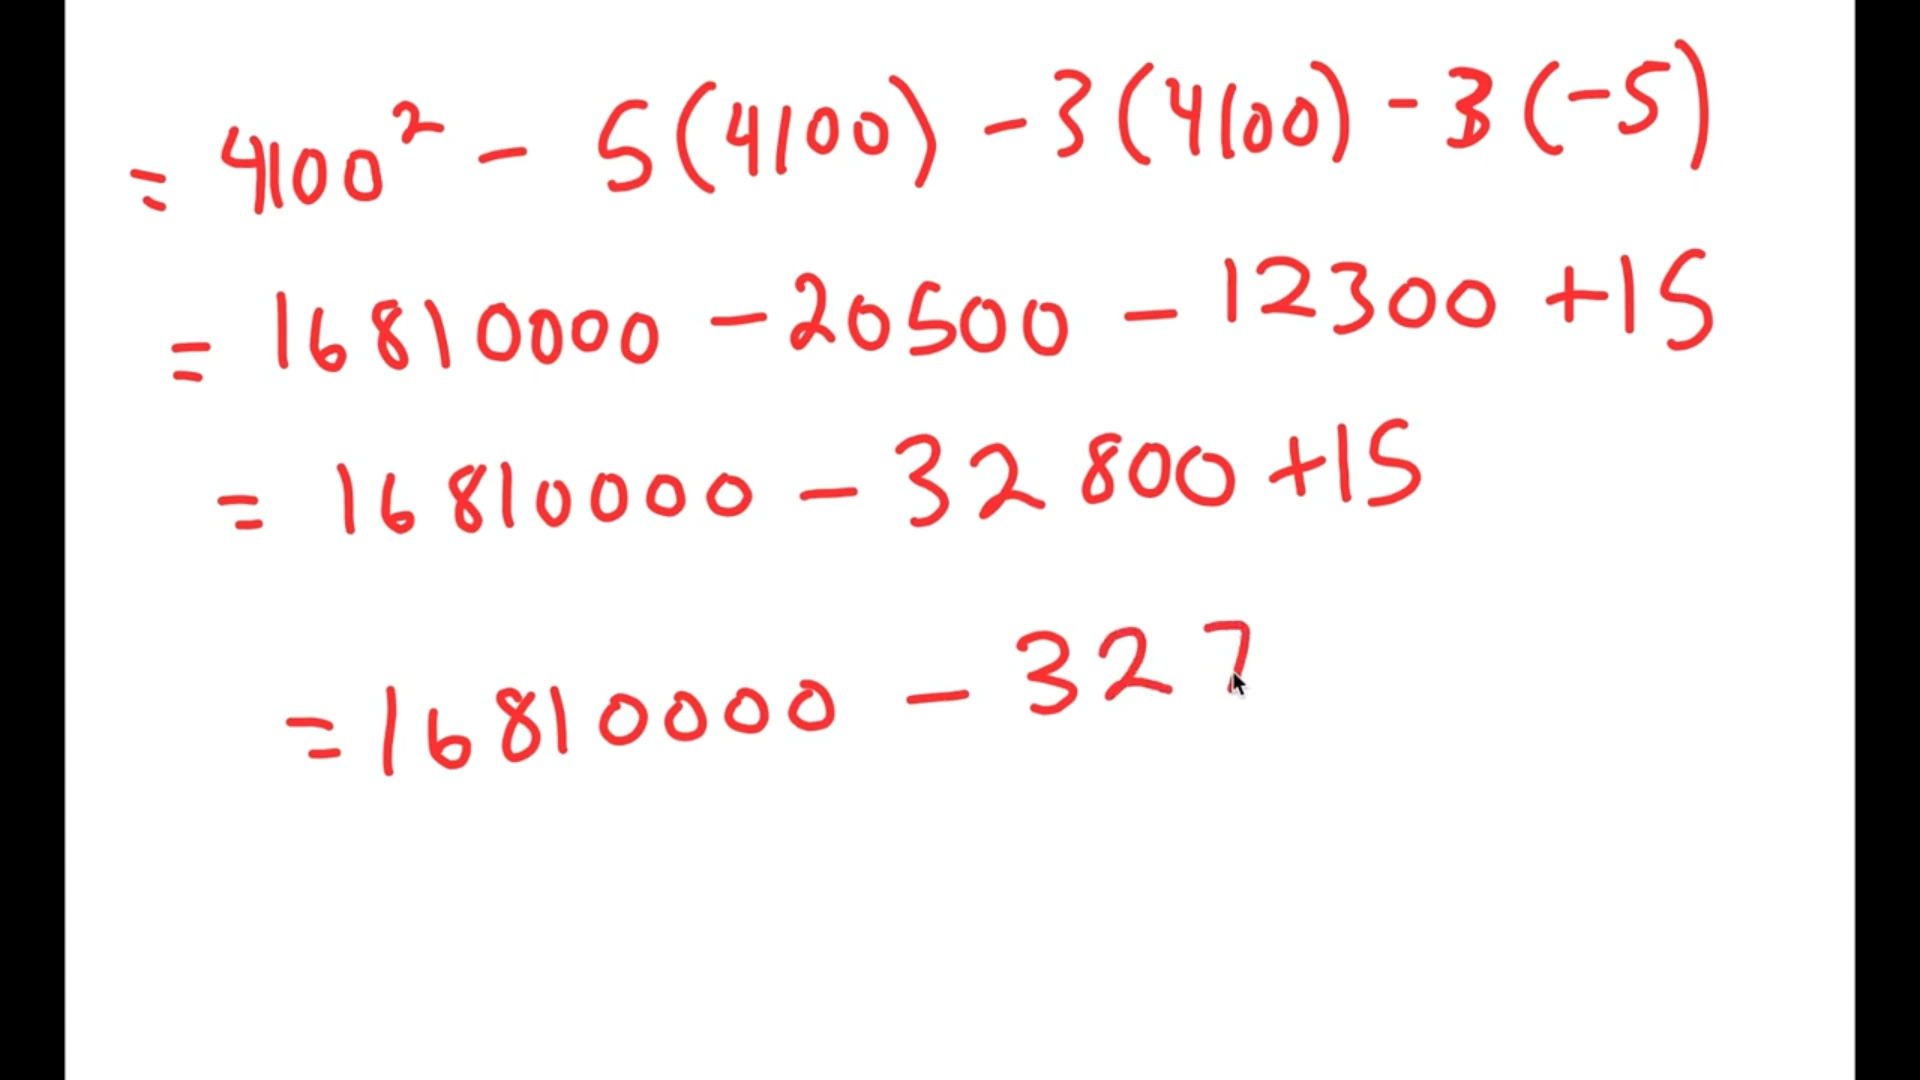 = 4100² - 5(4100) - 3(4100) - 3(-5)
= 16810000 - 20500 - 12300 + 15
= 16810000 - 32800 + 15
= 16810000 - 327